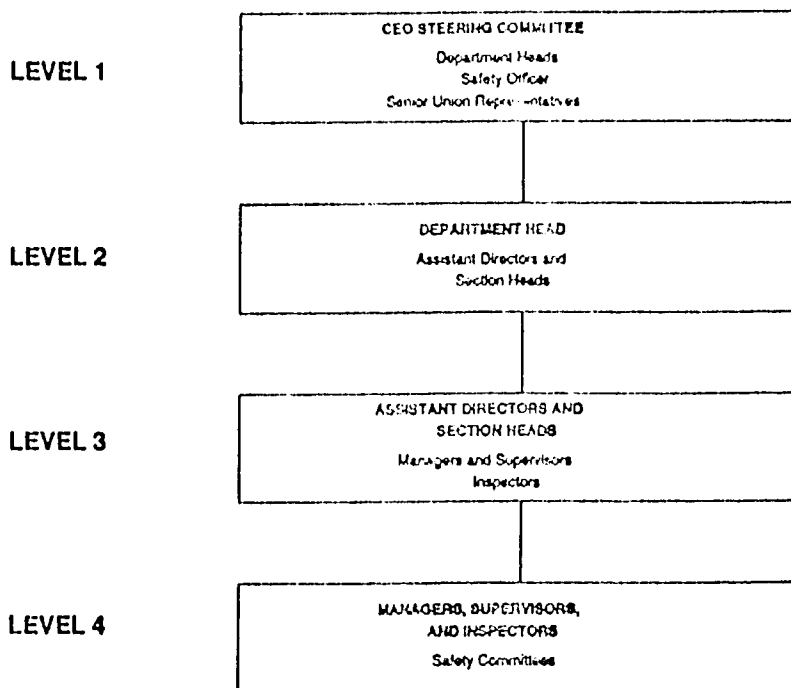 LEVEL 1
CEO STEERING COMMITTEE
Department Heads
Safety Officer
Senior Union Representatives
LEVEL 2
DEPARTMENT HEAD
Assistant Directors and
Section Heads
LEVEL 3
ASSISTANT DIRECTORS AND
SECTION HEADS
Managers and Supervisors
Inspectors
LEVEL 4
MANAGERS, SUPERVISORS,
AND INSPECTORS
Safety Committees